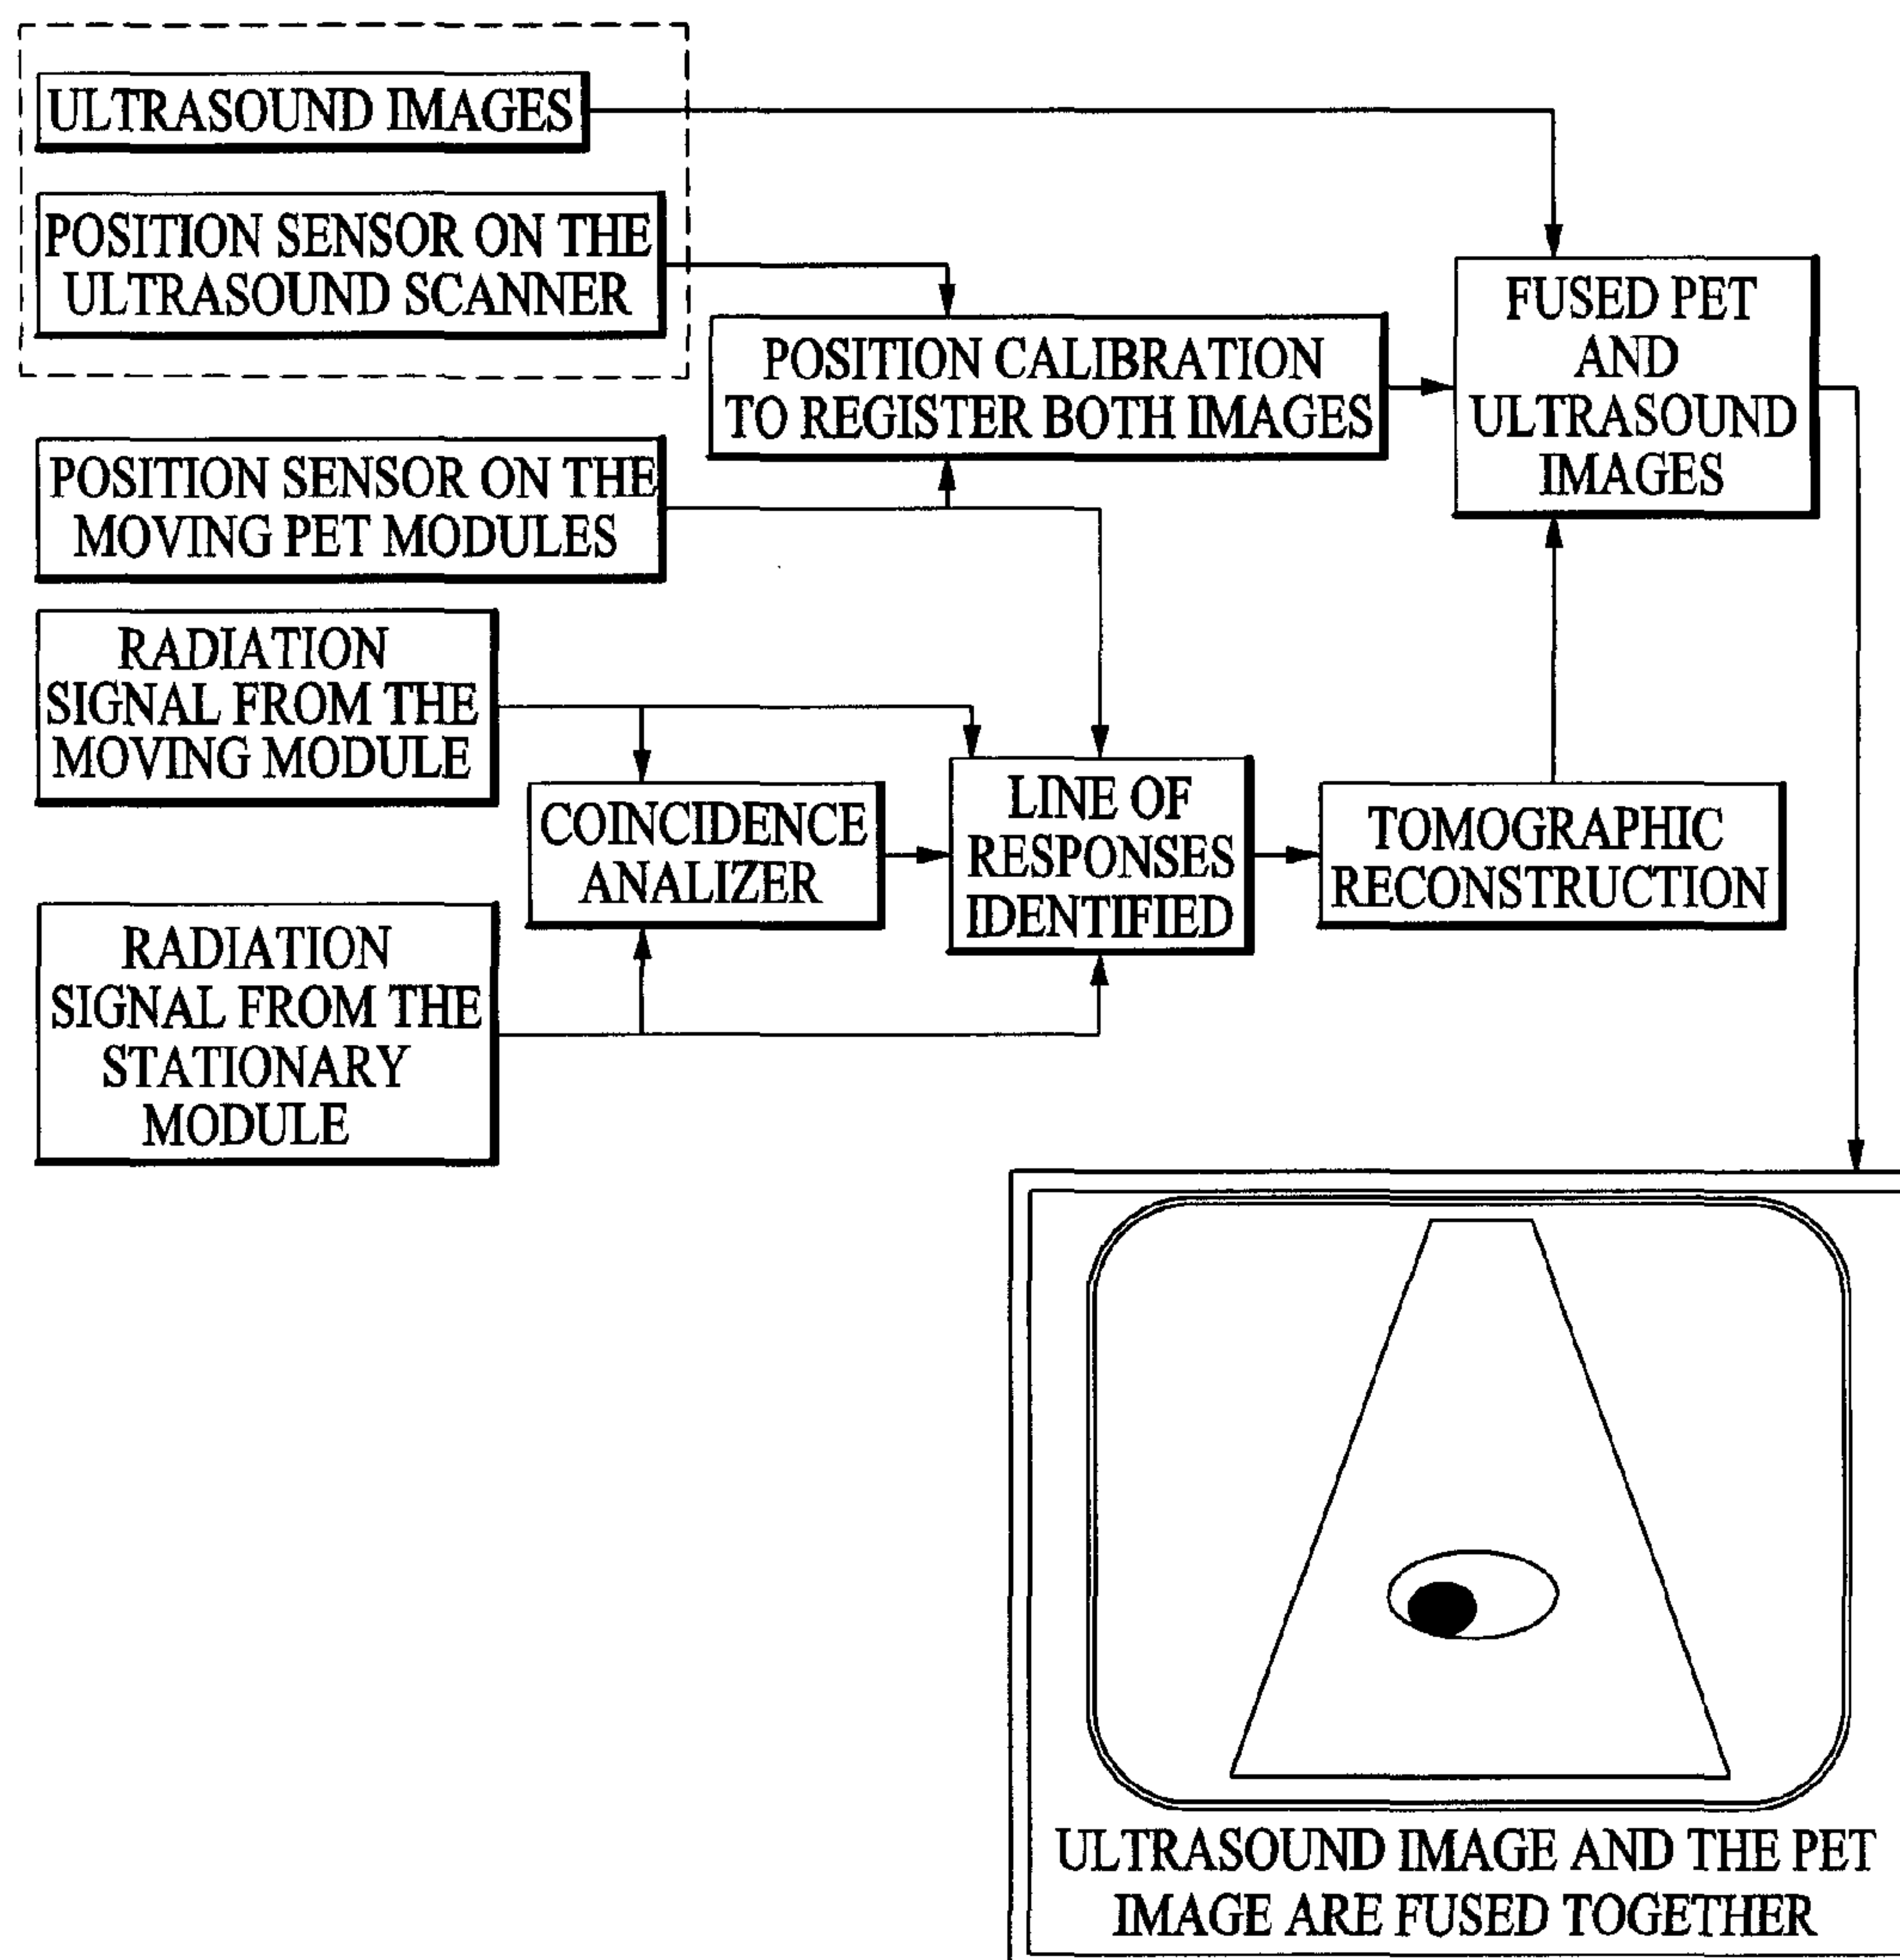 ULTRASOUND IMAGES
POSITION SENSOR ON THE
ULTRASOUND SCANNER
POSITION SENSOR ON THE
MOVING PET MODULES
RADIATION
SIGNAL FROM THE
MOVING MODULE
RADIATION
SIGNAL FROM THE
STATIONARY
MODULE
POSITION CALIBRATION
TO REGISTER BOTH IMAGES
COINCIDENCE
ANALIZER
LINE OF
RESPONSES
IDENTIFIED
TOMOGRAPHIC
RECONSTRUCTION
FUSED PET
AND
ULTRASOUND
IMAGES
ULTRASOUND IMAGE AND THE PET
IMAGE ARE FUSED TOGETHER